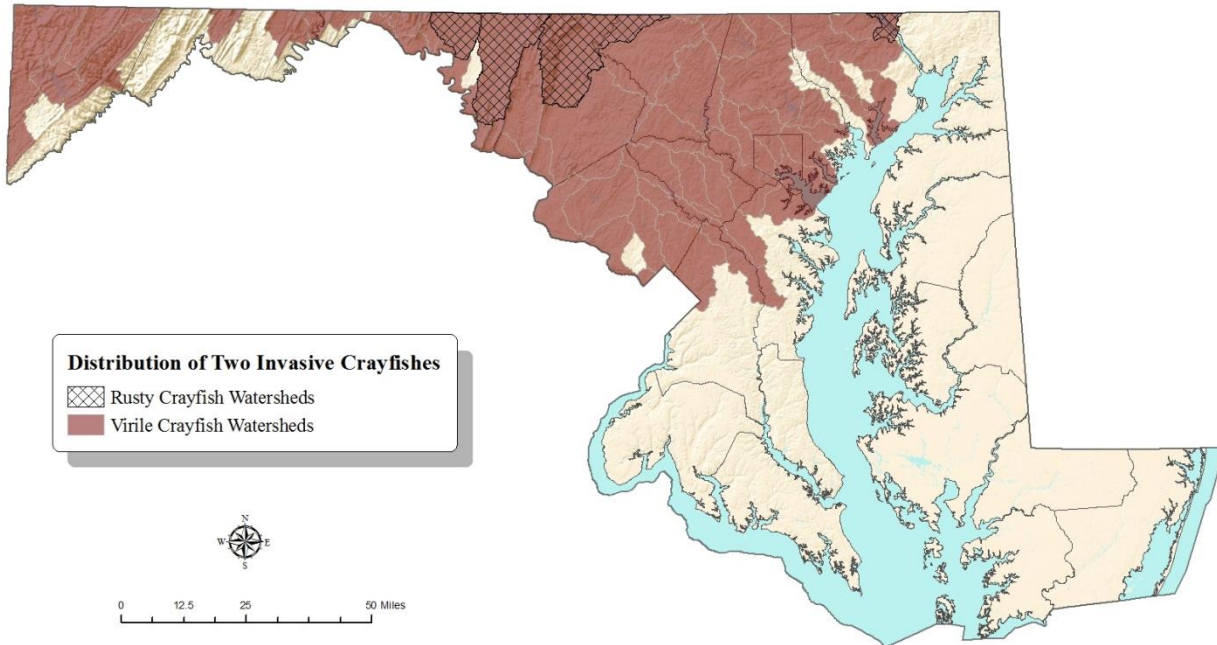 Distribution of Two Invasive Crayfishes
Rusty Crayfish Watersheds
Virile Crayfish Watersheds
N
W E
S
0 12.5 25 50 Miles